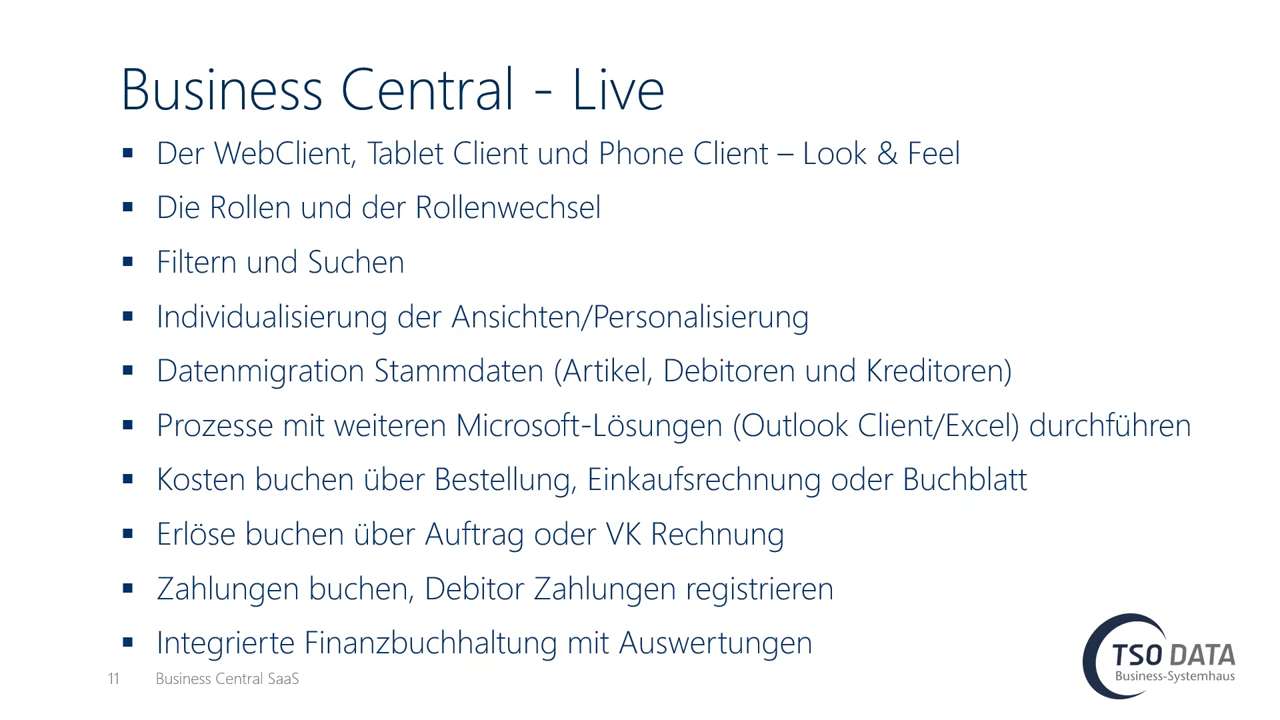 Business Central - Live
▪ Der WebClient, Tablet Client und Phone Client – Look & Feel
▪ Die Rollen und der Rollenwechsel
▪ Filtern und Suchen
▪ Individualisierung der Ansichten/Personalisierung
▪ Datenmigration Stammdaten (Artikel, Debitoren und Kreditoren)
▪ Prozesse mit weiteren Microsoft-Lösungen (Outlook Client/Excel) durchführen
▪ Kosten buchen über Bestellung, Einkaufsrechnung oder Buchblatt
▪ Erlöse buchen über Auftrag oder VK Rechnung
▪ Zahlungen buchen, Debitor Zahlungen registrieren
▪ Integrierte Finanzbuchhaltung mit Auswertungen
11 Business Central SaaS
TSO DATA
Business-Systemhaus